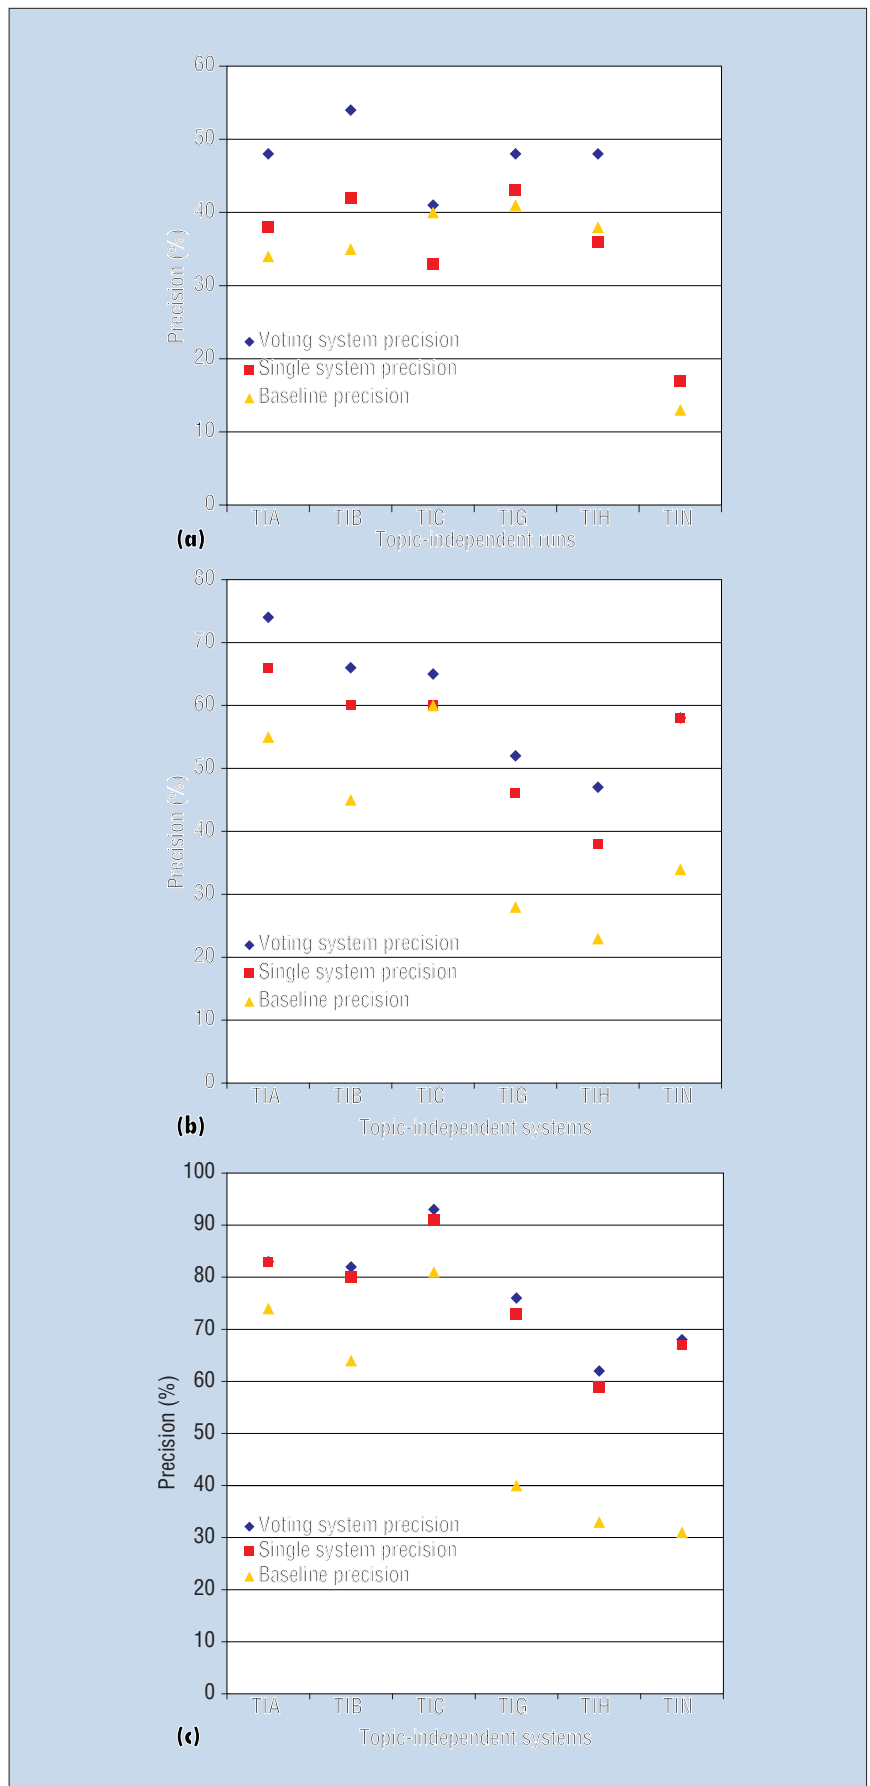 60
50
40
30
20
10
0
Precision (%)
Voting system precision
Single system precision
Baseline precision
TIA TIB TIC TIG TIH TIN
(a) Topic-independent runs
80
70
60
50
40
30
20
10
0
Precision (%)
Voting system precision
Single system precision
Baseline precision
TIA TIB TIC TIG TIH TIN
(b) Topic-independent systems
100
90
80
70
60
50
40
30
20
10
0
Precision (%)
Voting system precision
Single system precision
Baseline precision
TIA TIB TIC TIG TIH TIN
(c) Topic-independent systems